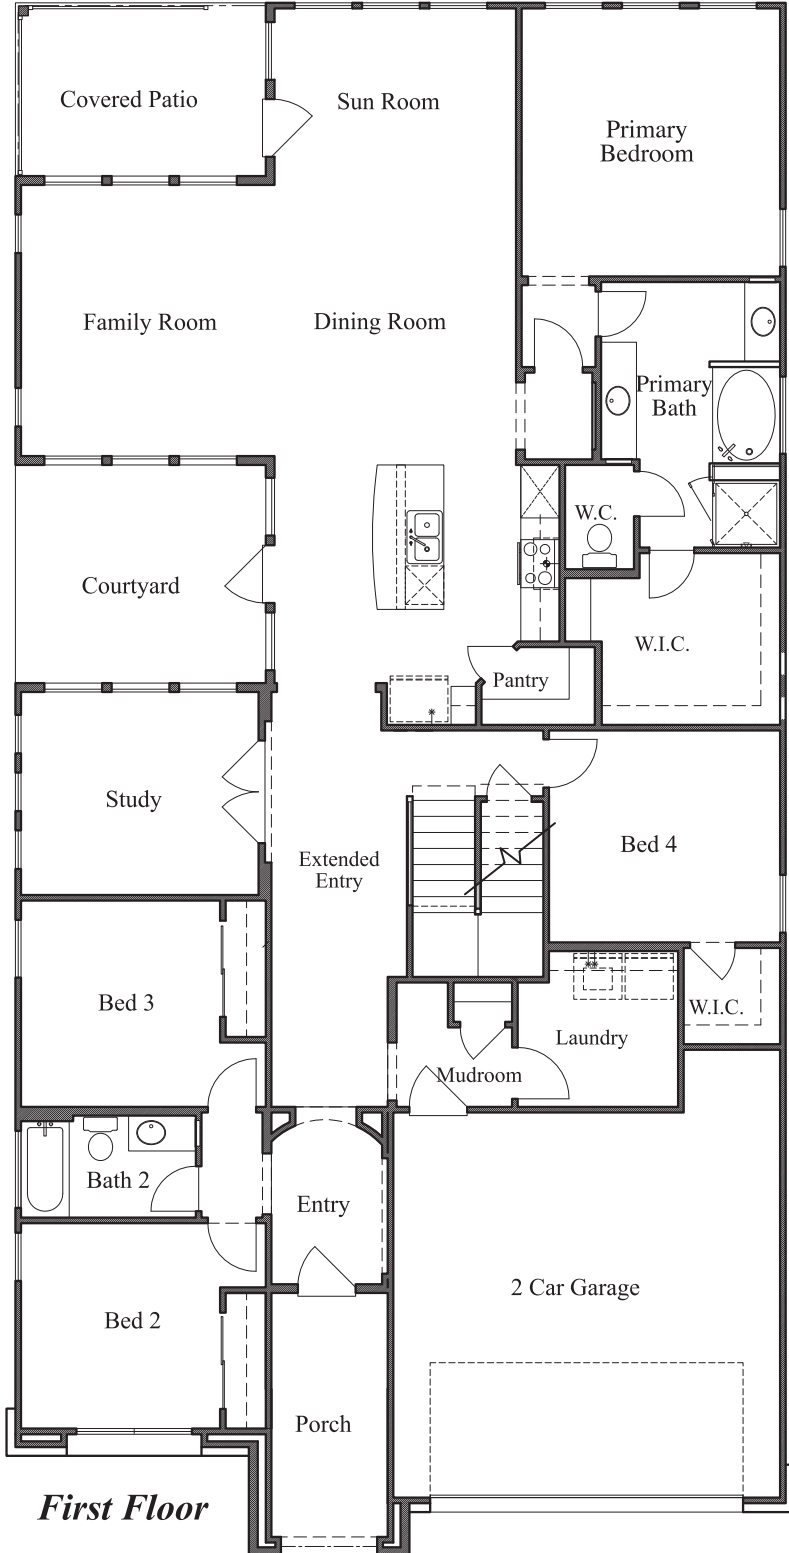 Covered Patio
Sun Room
Primary
Bedroom
Family Room
Dining Room
Primary
Bath
W.C.
Courtyard
W.I.C.
Pantry
Study
Extended
Entry
Bed 4
Bed 3
W.I.C.
Laundry
Mudroom
Bath 2
Entry
2 Car Garage
Bed 2
Porch
First Floor